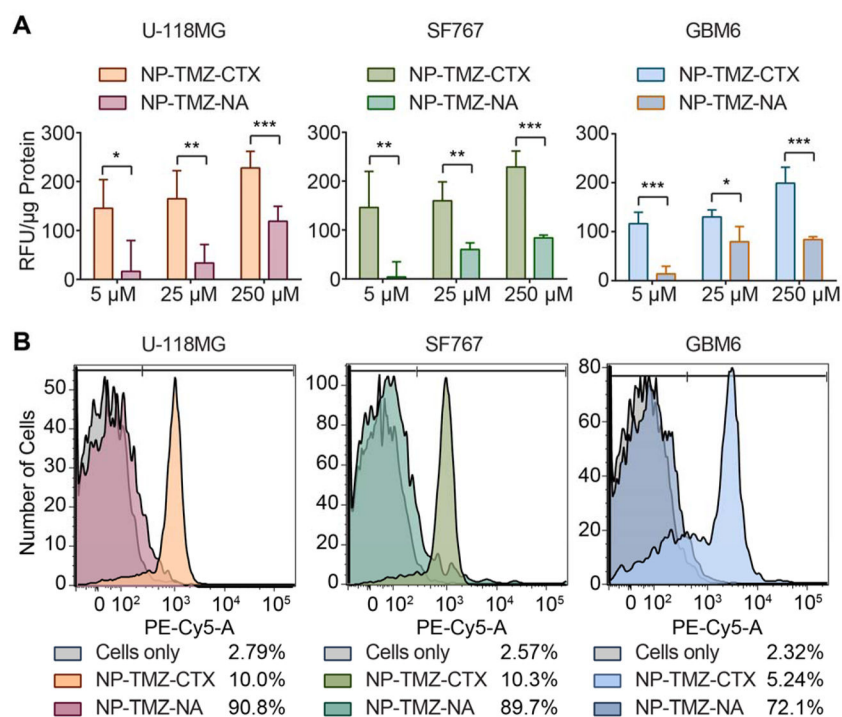 A
U-118MG SF767 GBM6
NP-TMZ-CTX NP-TMZ-CTX NP-TMZ-CTX
NP-TMZ-NA NP-TMZ-NA NP-TMZ-NA
RFU/µg Protein
300 300 300
200 200 200
100 100 100
0 0 0
* ** *** ** ** *** *** * ***
5 µM 25 µM 250 µM 5 µM 25 µM 250 µM 5 µM 25 µM 250 µM
B
U-118MG SF767 GBM6
Number of Cells
50 40 30 20 10 0
100 80 60 40 20 0
80 60 40 20 0
0 10² 10³ 10⁴ 10⁵ 0 10² 10³ 10⁴ 10⁵ 0 10² 10³ 10⁴ 10⁵
PE-Cy5-A PE-Cy5-A PE-Cy5-A
Cells only 2.79% Cells only 2.57% Cells only 2.32%
NP-TMZ-CTX 10.0% NP-TMZ-CTX 10.3% NP-TMZ-CTX 5.24%
NP-TMZ-NA 90.8% NP-TMZ-NA 89.7% NP-TMZ-NA 72.1%